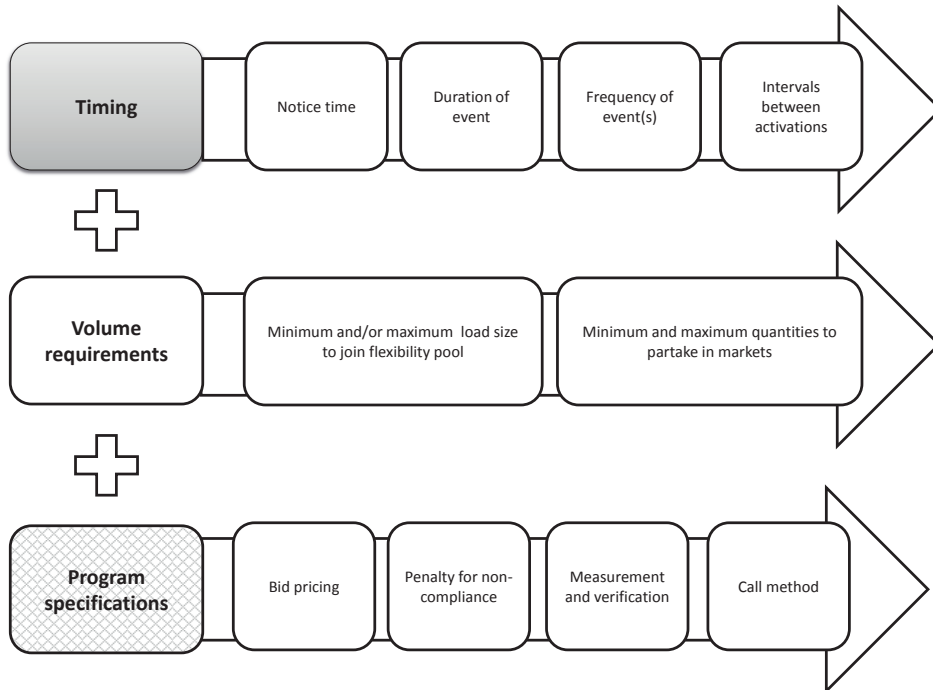 Timing
Notice time
Duration of
event
Frequency of
event(s)
Intervals
between
activations
Volume
requirements
Minimum and/or maximum load size
to join flexibility pool
Minimum and maximum quantities to
partake in markets
Program
specifications
Bid pricing
Penalty for non-
compliance
Measurement
and verification
Call method